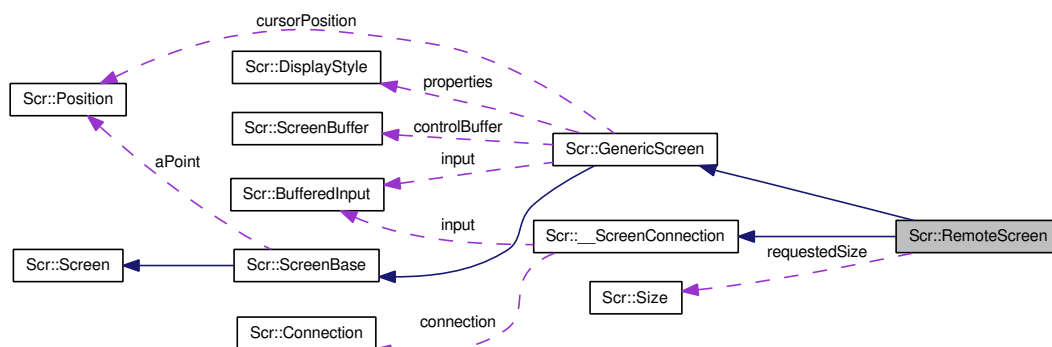 cursorPosition
Scr::DisplayStyle
properties
Scr::Position
controlBuffer
Scr::ScreenBuffer
Scr::GenericScreen
aPoint
input
Scr::BufferedInput
input
Scr::__ScreenConnection
Scr::RemoteScreen
requestedSize
Scr::Screen
Scr::ScreenBase
Scr::Size
connection
Scr::Connection